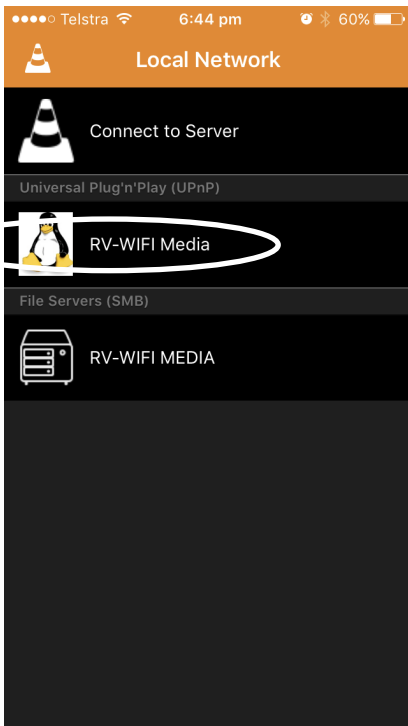 Telstra 6:44 pm 60%
Local Network
Connect to Server
Universal Plug'n'Play (UPnP)
RV-WIFI Media
File Servers (SMB)
RV-WIFI MEDIA